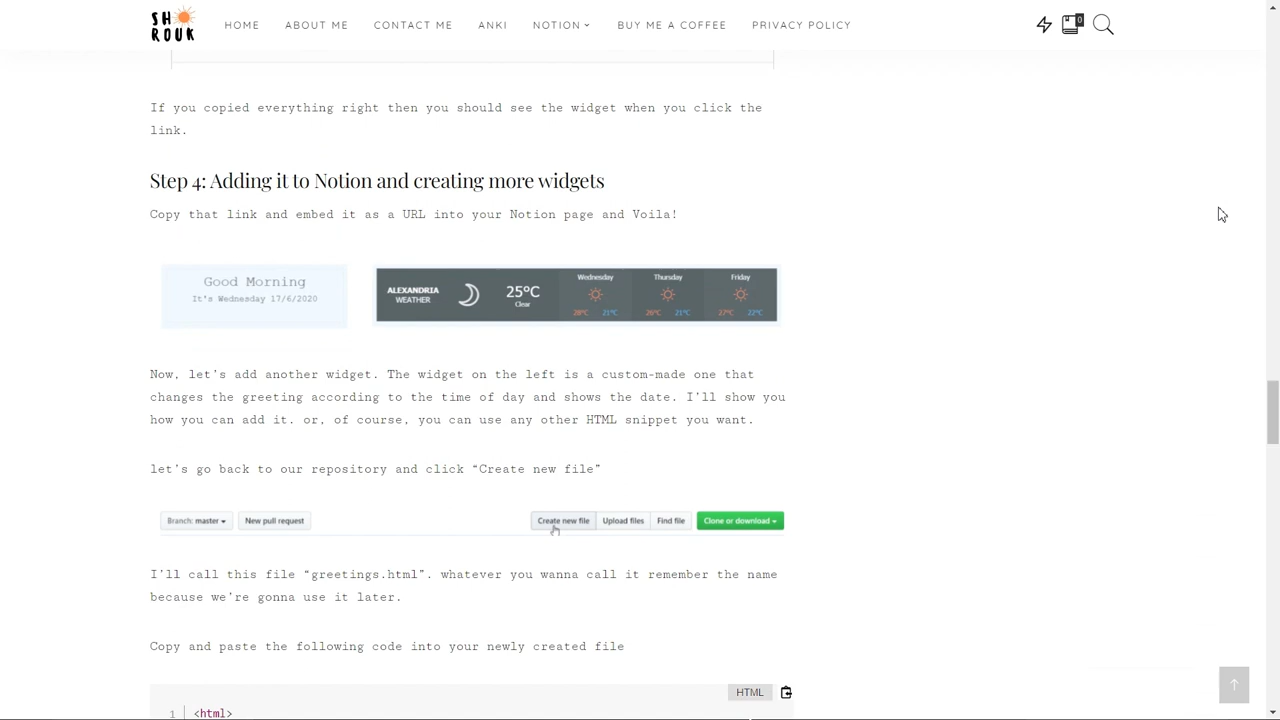 SH
ROUK
HOME ABOUT ME CONTACT ME ANKI NOTION BUY ME A COFFEE PRIVACY POLICY
0
If you copied everything right then you should see the widget when you click the
link.
Step 4: Adding it to Notion and creating more widgets
Copy that link and embed it as a URL into your Notion page and Voila!
Good Morning
It's Wednesday 17/6/2020
ALEXANDRIA
WEATHER
25°C
Clear
Wednesday Thursday Friday
28°C 21°C 26°C 21°C 27°C 22°C
Now, let's add another widget. The widget on the left is a custom-made one that
changes the greeting according to the time of day and shows the date. I'll show you
how you can add it. or, of course, you can use any other HTML snippet you want.
let's go back to our repository and click “Create new file”
Branch: master New pull request Create new file Upload files Find file Clone or download
I'll call this file “greetings.html”. whatever you wanna call it remember the name
because we're gonna use it later.
Copy and paste the following code into your newly created file
HTML
1 <html>